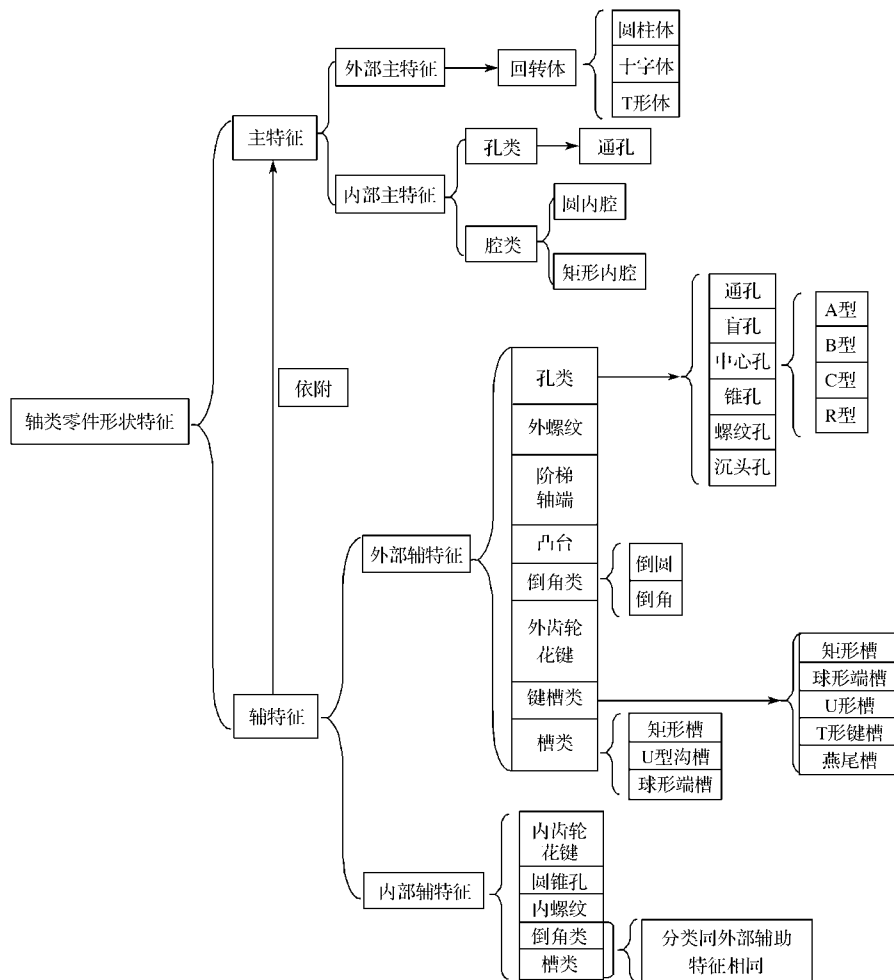 轴类零件形状特征
主特征
依附
辅特征
外部主特征
回转体
圆柱体
十字体
T形体
内部主特征
孔类
通孔
腔类
圆内腔
矩形内腔
外部辅特征
孔类
外螺纹
阶梯
轴端
凸台
倒角类
外齿轮
花键
键槽类
槽类
通孔
盲孔
中心孔
锥孔
螺纹孔
沉头孔
A型
B型
C型
R型
倒圆
倒角
矩形槽
球形端槽
U形槽
T形键槽
燕尾槽
矩形槽
U型沟槽
球形端槽
内部辅特征
内齿轮
花键
圆锥孔
内螺纹
倒角类
槽类
分类同外部辅助
特征相同